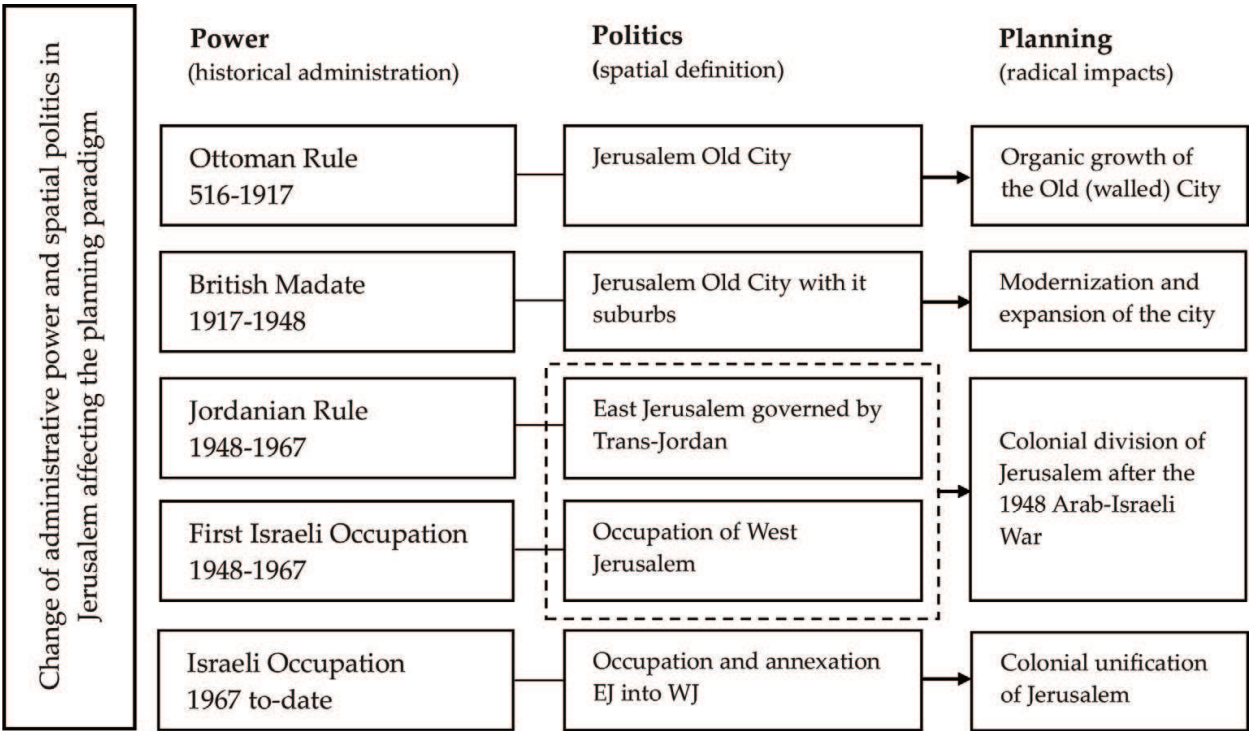 Change of administrative power and spatial politics in
Jerusalem affecting the planning paradigm
Power
(historical administration)
Politics
(spatial definition)
Planning
(radical impacts)
Ottoman Rule
516-1917
Jerusalem Old City
Organic growth of
the Old (walled) City
British Madate
1917-1948
Jerusalem Old City with it
suburbs
Modernization and
expansion of the city
Jordanian Rule
1948-1967
East Jerusalem governed by
Trans-Jordan
First Israeli Occupation
1948-1967
Occupation of West
Jerusalem
Colonial division of
Jerusalem after the
1948 Arab-Israeli
War
Israeli Occupation
1967 to-date
Occupation and annexation
EJ into WJ
Colonial unification
of Jerusalem